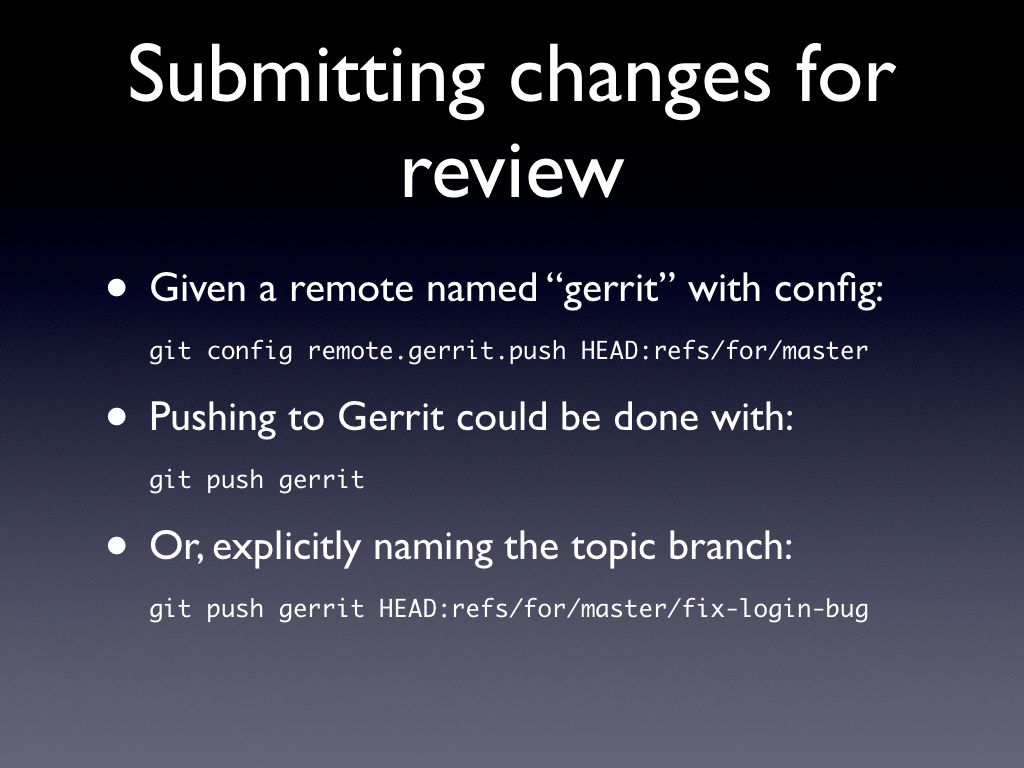 Submitting changes for
review
• Given a remote named “gerrit” with config:
git config remote.gerrit.push HEAD:refs/for/master
• Pushing to Gerrit could be done with:
git push gerrit
• Or, explicitly naming the topic branch:
git push gerrit HEAD:refs/for/master/fix-login-bug